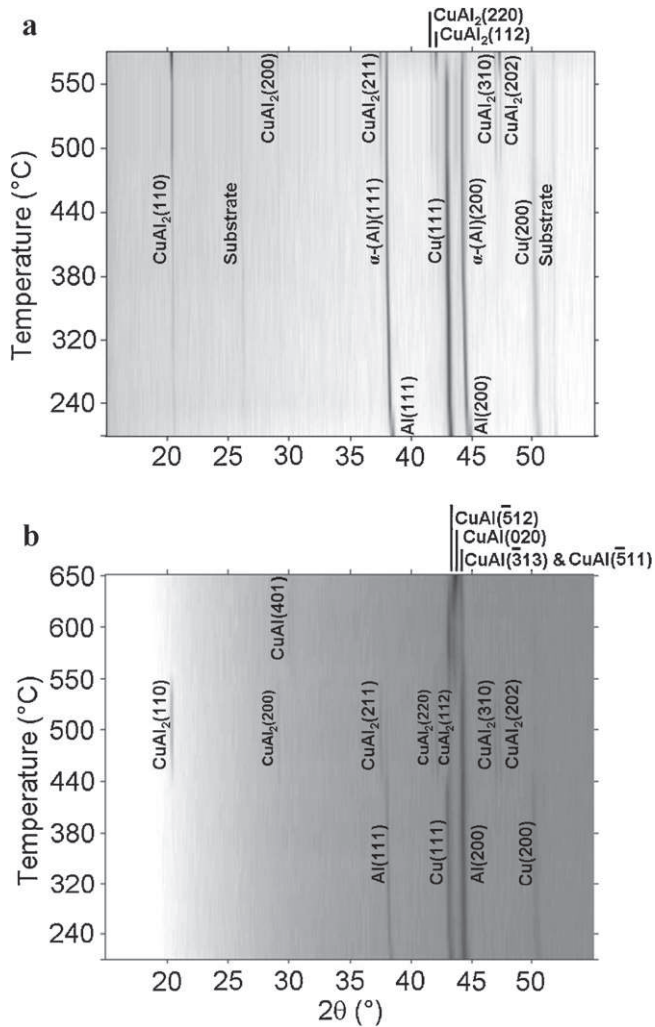 a
CuAl₂(220)
CuAl₂(112)
Temperature (°C)
550
500
440
380
320
240
CuAl₂(110)
Substrate
CuAl₂(200)
CuAl₂(211)
α-(Al)(111)
Al(111)
Cu(111)
α-(Al)(200)
Al(200)
CuAl₂(310)
CuAl₂(202)
Cu(200)
Substrate
20 25 30 35 40 45 50
b
CuAl(5̄12)
CuAl(020)
CuAl(3̄13) & CuAl(5̄11)
Temperature (°C)
650
600
550
500
440
380
320
240
CuAl₂(110)
CuAl(401)
CuAl₂(200)
CuAl₂(211)
Al(111)
CuAl₂(220)
CuAl₂(112)
Cu(111)
Al(200)
CuAl₂(310)
CuAl₂(202)
Cu(200)
20 25 30 35 40 45 50
2θ (°)